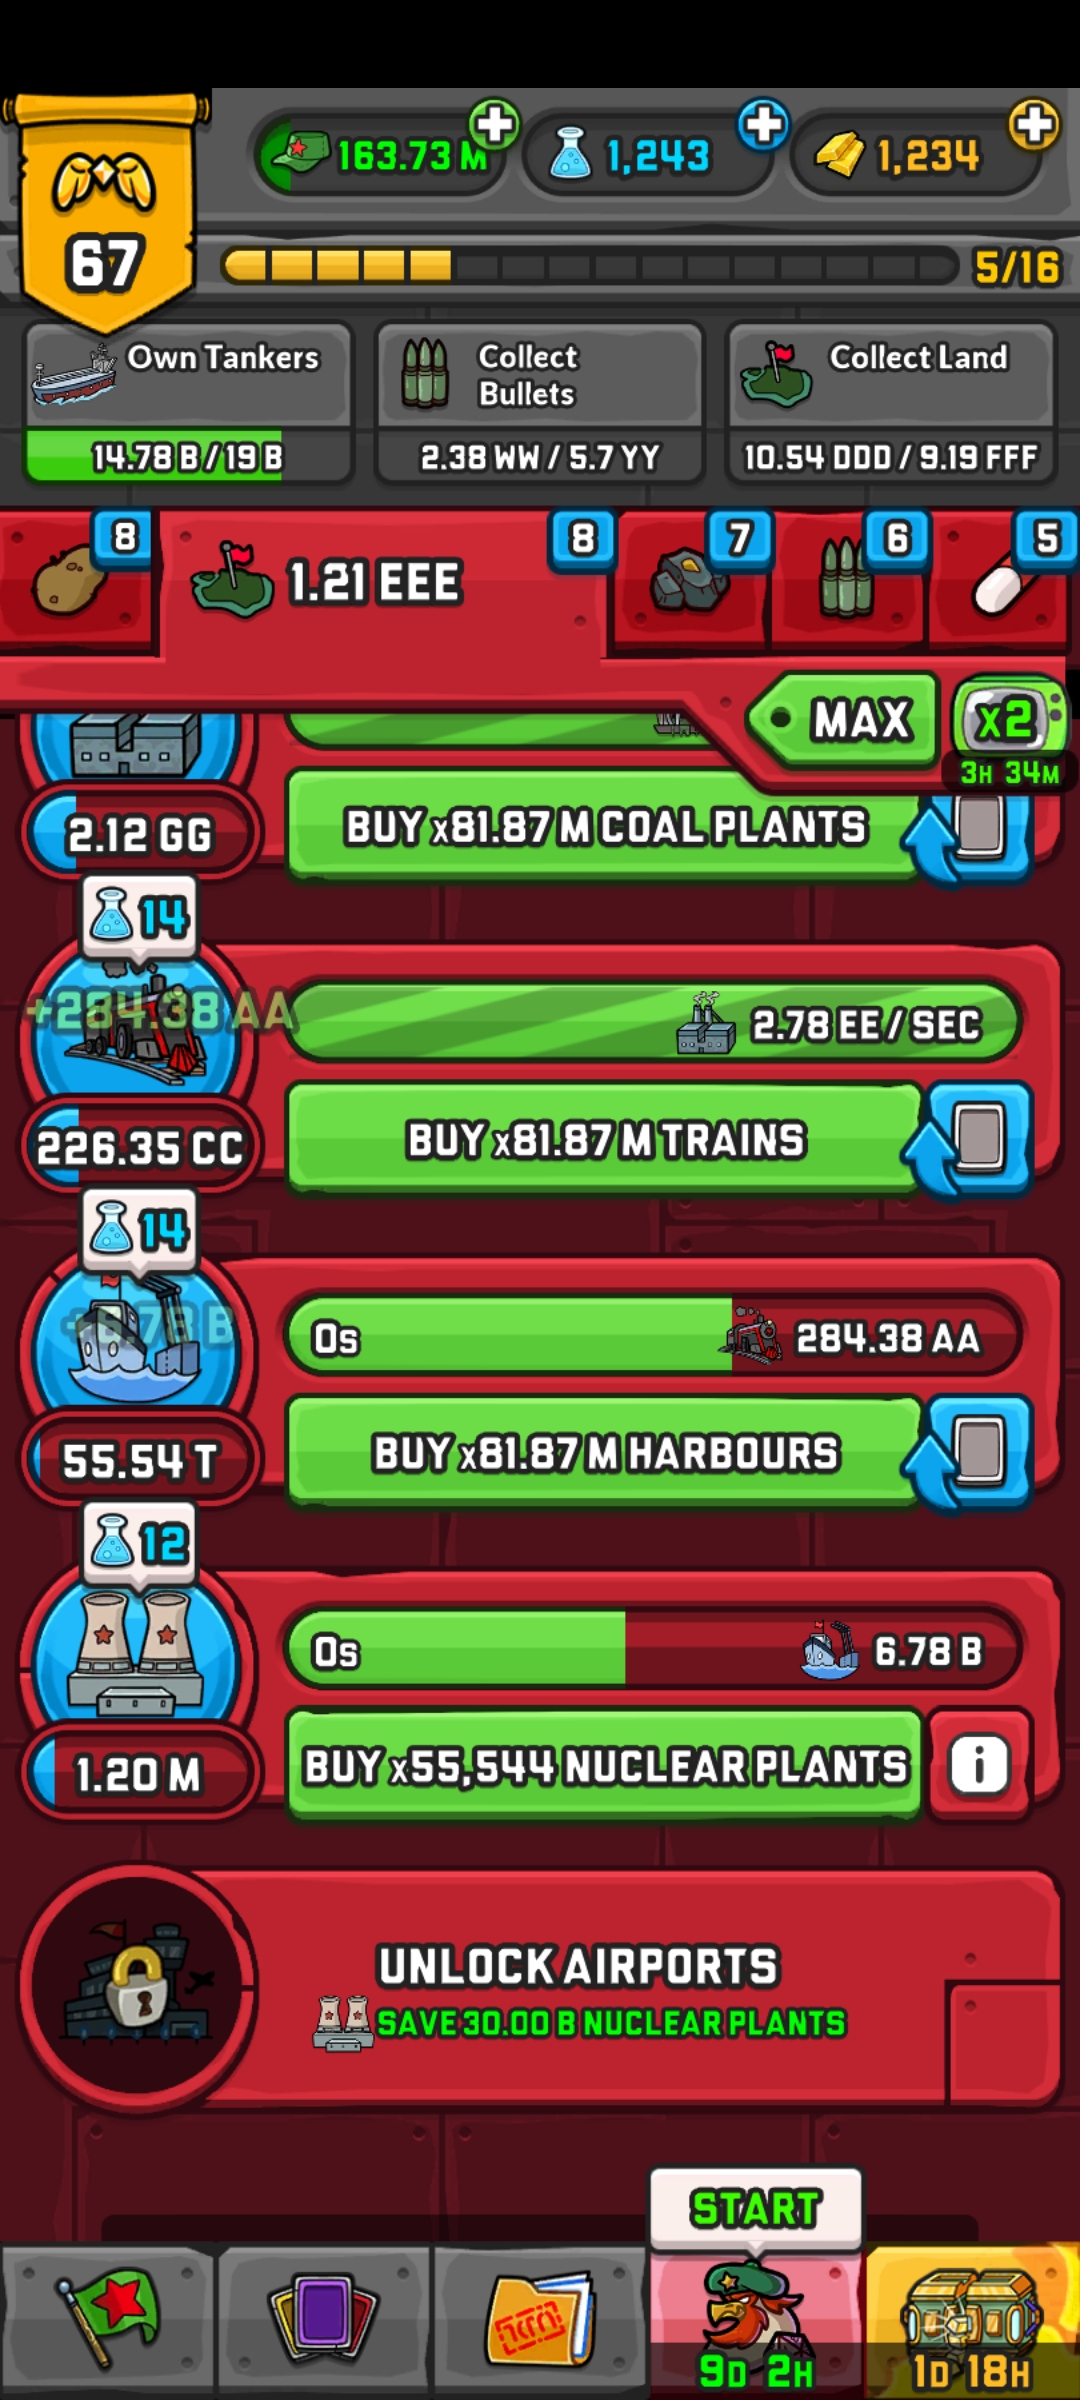 163.73 M
1,243
1,234
67
5/16
Own Tankers
14.78 B / 19 B
Collect
Bullets
2.38 WW / 5.7 YY
Collect Land
10.54 DDD / 9.19 FFF
8
1.21 EEE
8
7
6
5
MAX
x2
3H 34M
2.12 GG
BUY x81.87 M COAL PLANTS
14
+284.38 AA
2.78 EE / SEC
226.35 CC
BUY x81.87 M TRAINS
14
+6.78 B
0s
284.38 AA
55.54 T
BUY x81.87 M HARBOURS
12
0s
6.78 B
1.20 M
BUY x55,544 NUCLEAR PLANTS
i
UNLOCK AIRPORTS
SAVE 30.00 B NUCLEAR PLANTS
START
9D 2H
1D 18H